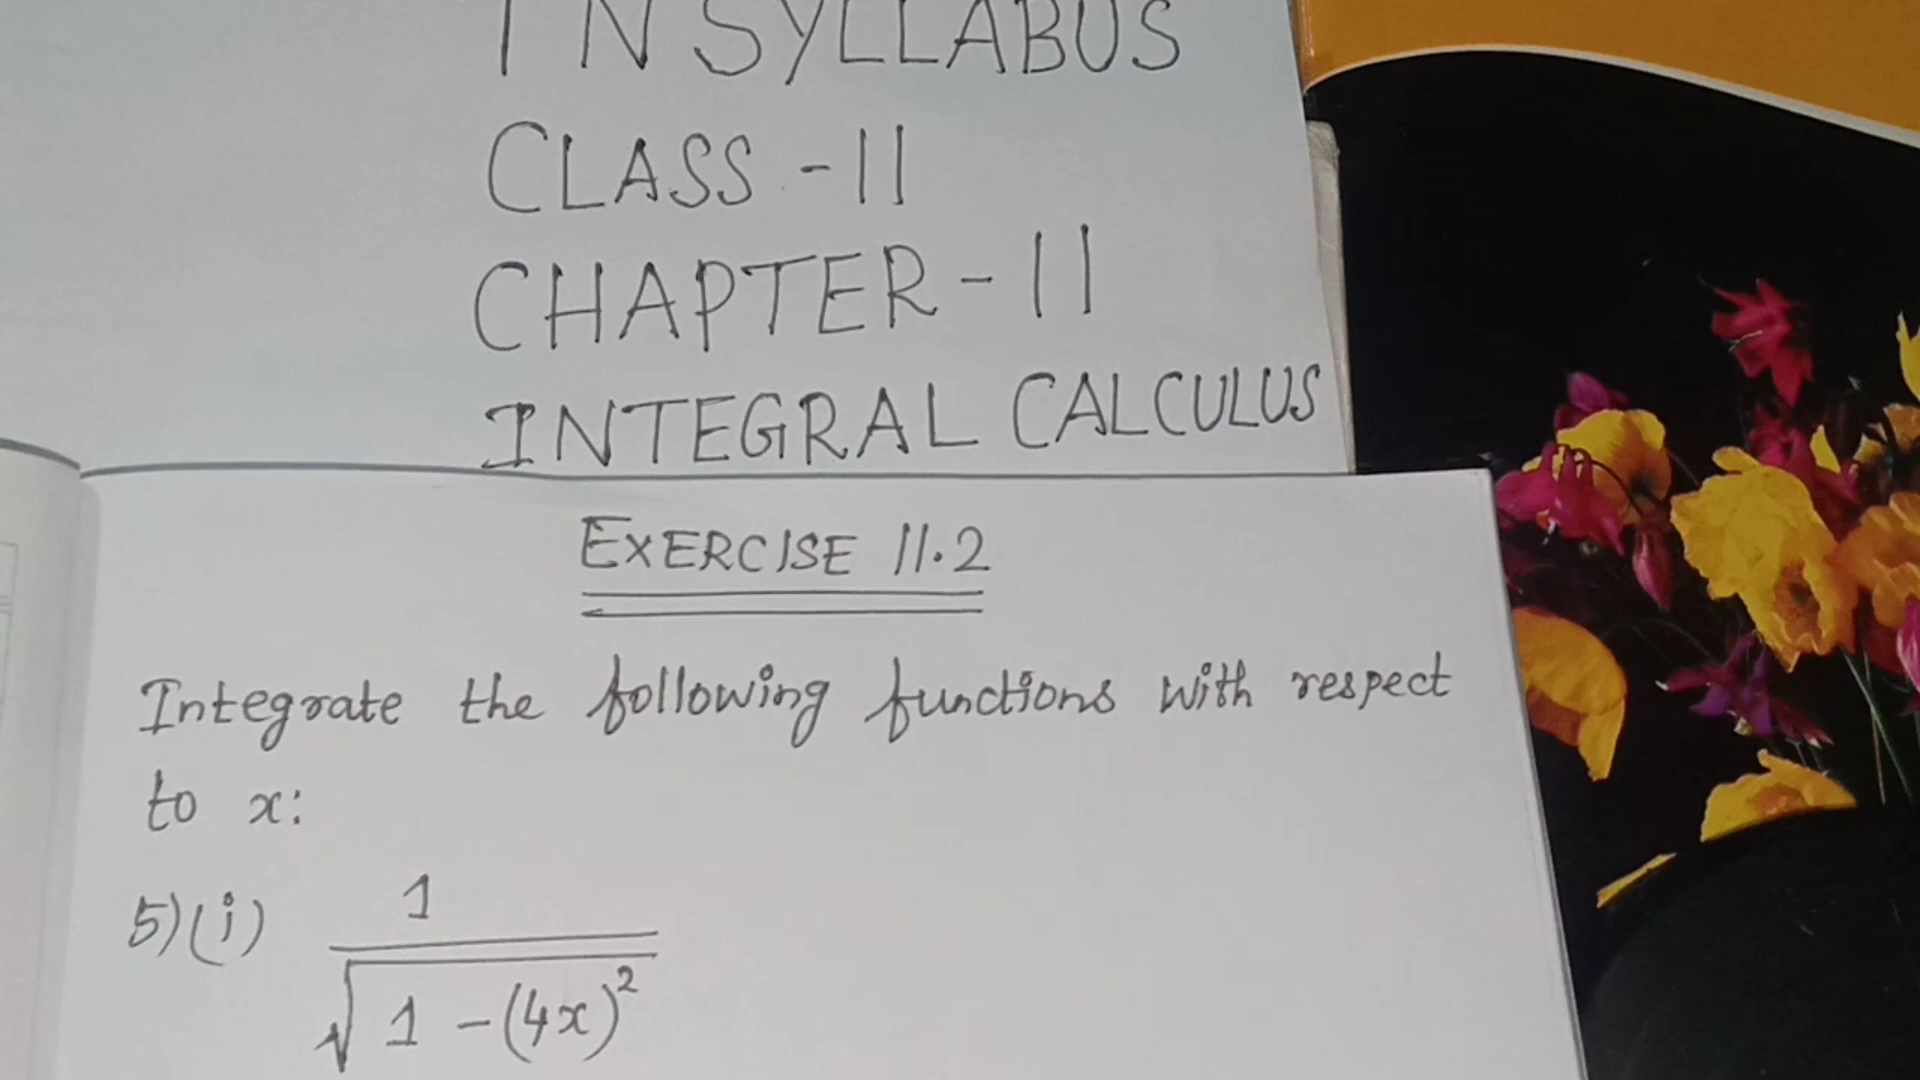 TN SYLLABUS
CLASS - 11
CHAPTER - 11
INTEGRAL CALCULUS
EXERCISE 11.2
Integrate the following functions with respect
to x:
5)(i) 1
√1 - (4x)²